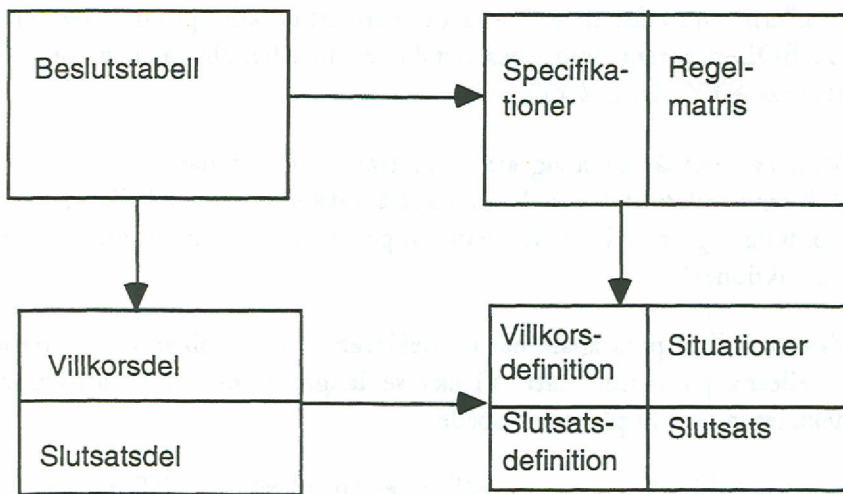 Beslutstabell
Specifika-
tioner
Regel-
matris
Villkorsdel
Slutsatsdel
Villkors-
definition
Situationer
Slutsats-
definition
Slutsats